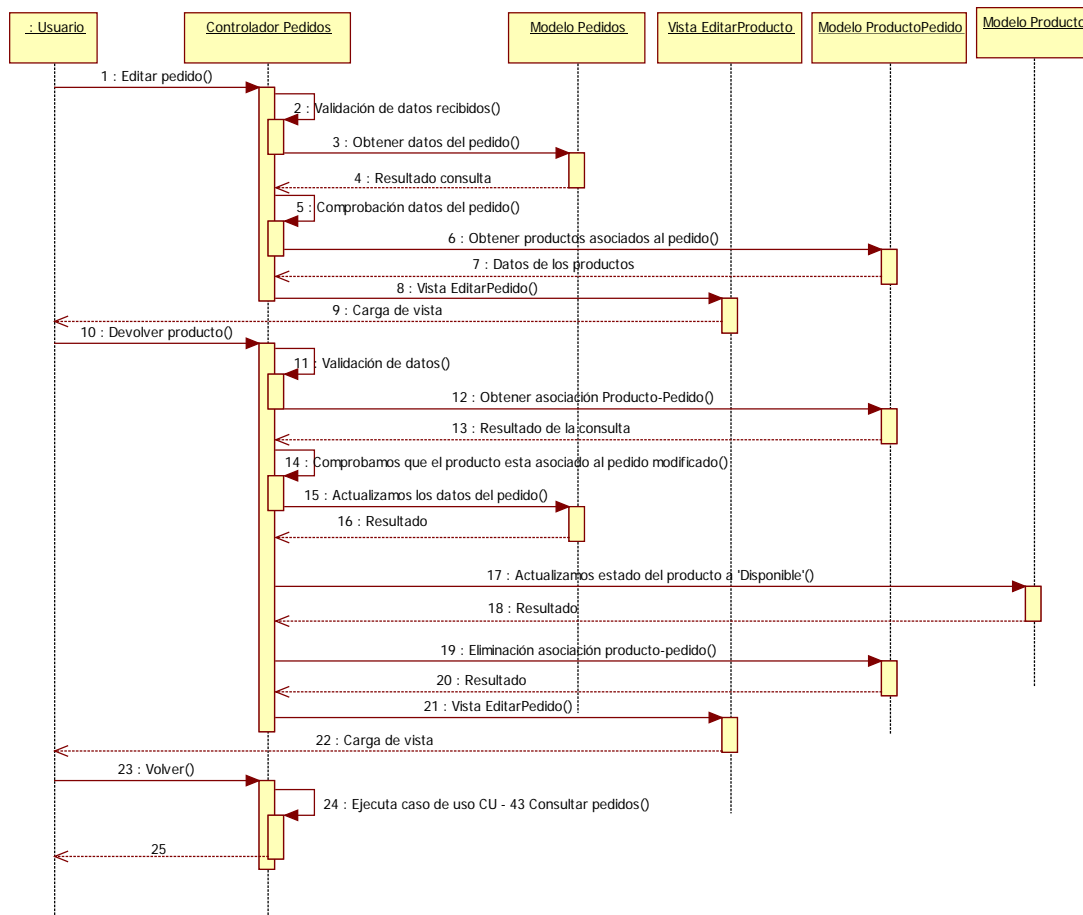 : Usuario
Controlador Pedidos
Modelo Pedidos
Vista EditarProducto
Modelo ProductoPedido
Modelo Producto
1 : Editar pedido()
2 : Validación de datos recibidos()
3 : Obtener datos del pedido()
4 : Resultado consulta
5 : Comprobación datos del pedido()
6 : Obtener productos asociados al pedido()
7 : Datos de los productos
8 : Vista EditarPedido()
9 : Carga de vista
10 : Devolver producto()
11 : Validación de datos()
12 : Obtener asociación Producto-Pedido()
13 : Resultado de la consulta
14 : Comprobamos que el producto esta asociado al pedido modificado()
15 : Actualizamos los datos del pedido()
16 : Resultado
17 : Actualizamos estado del producto a 'Disponible'()
18 : Resultado
19 : Eliminación asociación producto-pedido()
20 : Resultado
21 : Vista EditarPedido()
22 : Carga de vista
23 : Volver()
24 : Ejecuta caso de uso CU - 43 Consultar pedidos()
25